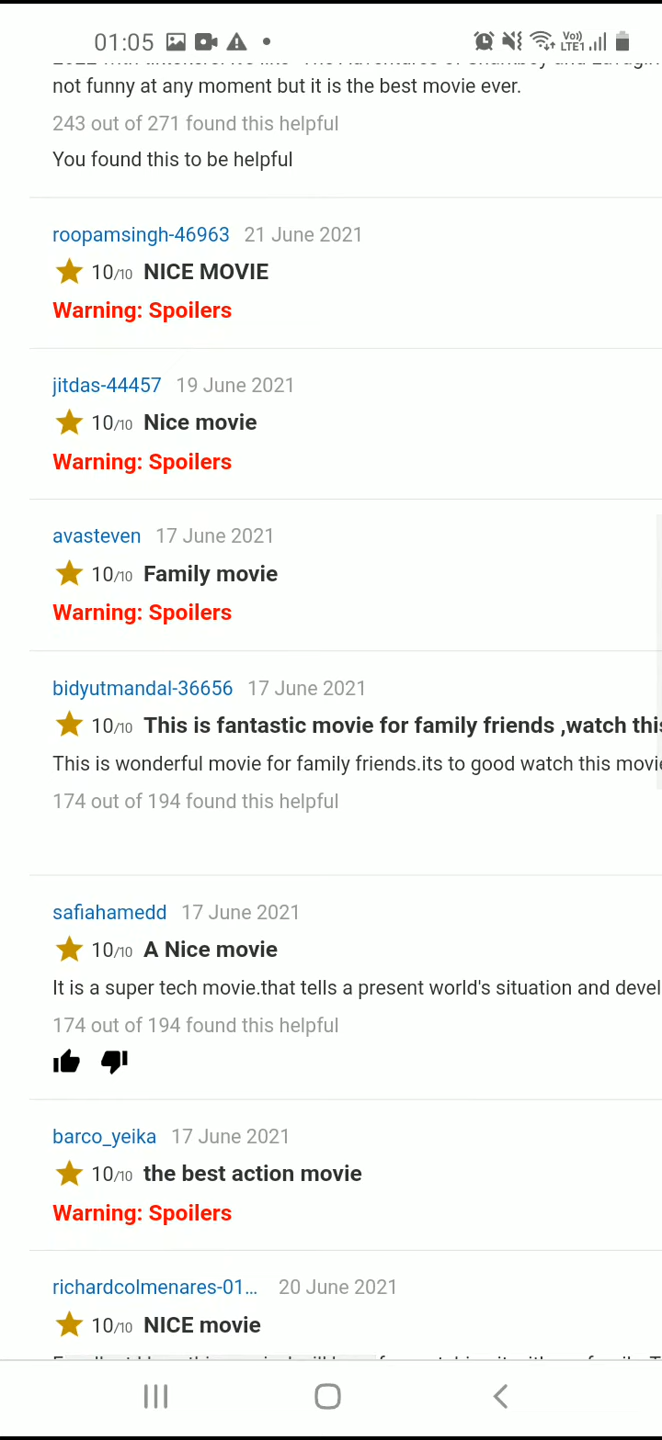 01:05
Vo)) LTE1
not funny at any moment but it is the best movie ever.
243 out of 271 found this helpful
You found this to be helpful
roopamsingh-46963 21 June 2021
10/10 NICE MOVIE
Warning: Spoilers
jitdas-44457 19 June 2021
10/10 Nice movie
Warning: Spoilers
avasteven 17 June 2021
10/10 Family movie
Warning: Spoilers
bidyutmandal-36656 17 June 2021
10/10 This is fantastic movie for family friends ,watch this
This is wonderful movie for family friends.its to good watch this movie
174 out of 194 found this helpful
safiahamedd 17 June 2021
10/10 A Nice movie
It is a super tech movie.that tells a present world's situation and devel
174 out of 194 found this helpful
barco_yeika 17 June 2021
10/10 the best action movie
Warning: Spoilers
richardcolmenares-01... 20 June 2021
10/10 NICE movie